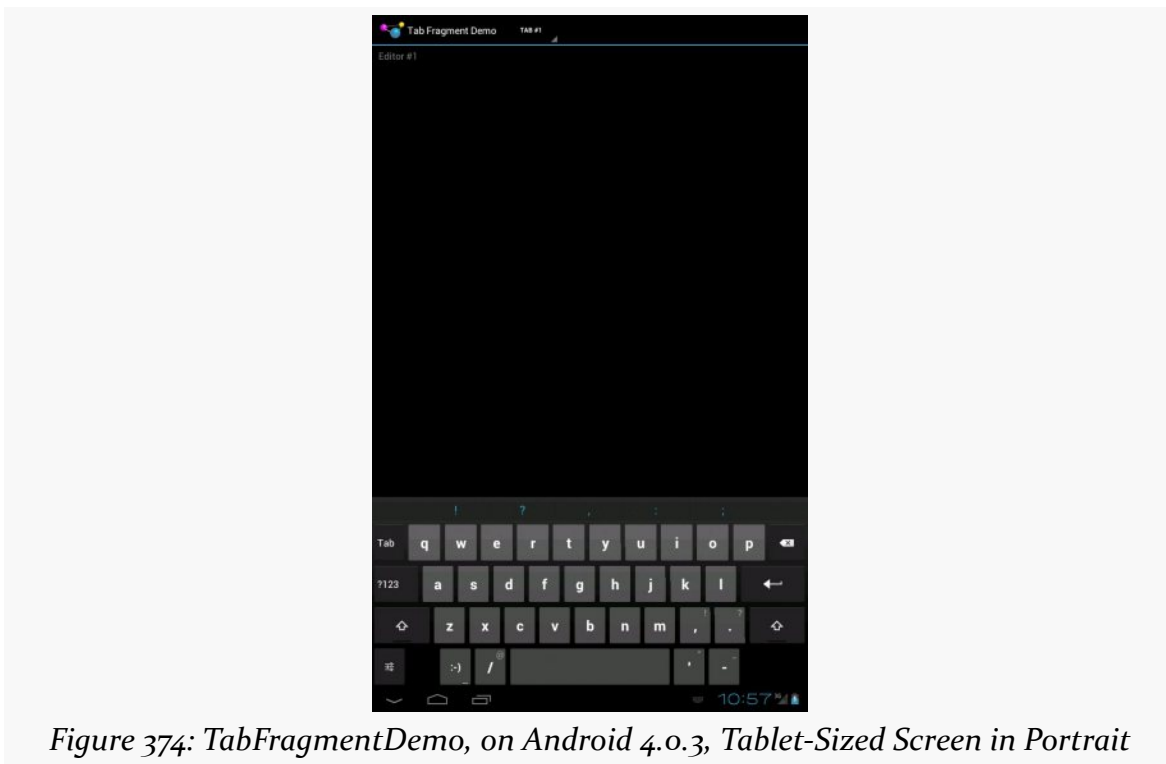 Tab Fragment Demo TAB #1
Editor #1
! ? , : ;
Tab q w e r t y u i o p
?123 a s d f g h j k l
z x c v b n m , ! . ?
:-) _ / @ ' " - _
10:57 3G
Figure 374: TabFragmentDemo, on Android 4.0.3, Tablet-Sized Screen in Portrait